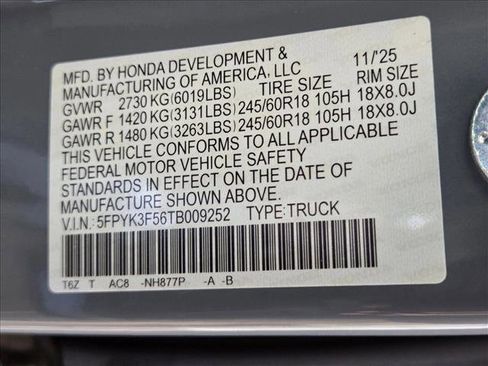 MFD. BY HONDA DEVELOPMENT & 11/'25
MANUFACTURING OF AMERICA, LLC TIRE SIZE RIM SIZE
GVWR 2730 KG(6019LBS)
GAWR F 1420 KG(3131LBS) 245/60R18 105H 18X8.0J
GAWR R 1480 KG(3263LBS) 245/60R18 105H 18X8.0J
THIS VEHICLE CONFORMS TO ALL APPLICABLE
FEDERAL MOTOR VEHICLE SAFETY
STANDARDS IN EFFECT ON THE DATE OF
MANUFACTURE SHOWN ABOVE.
V.I.N.: 5FPYK3F56TB009252 TYPE:TRUCK
T6Z T AC8 -NH877P -A -B